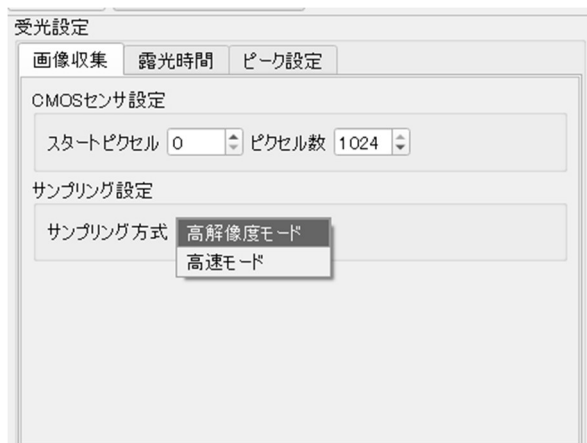 受光設定
画像収集 露光時間 ピーク設定
CMOSセンサ設定
スタートピクセル 0 ピクセル数 1024
サンプリング設定
サンプリング方式 高解像度モード
高速モード